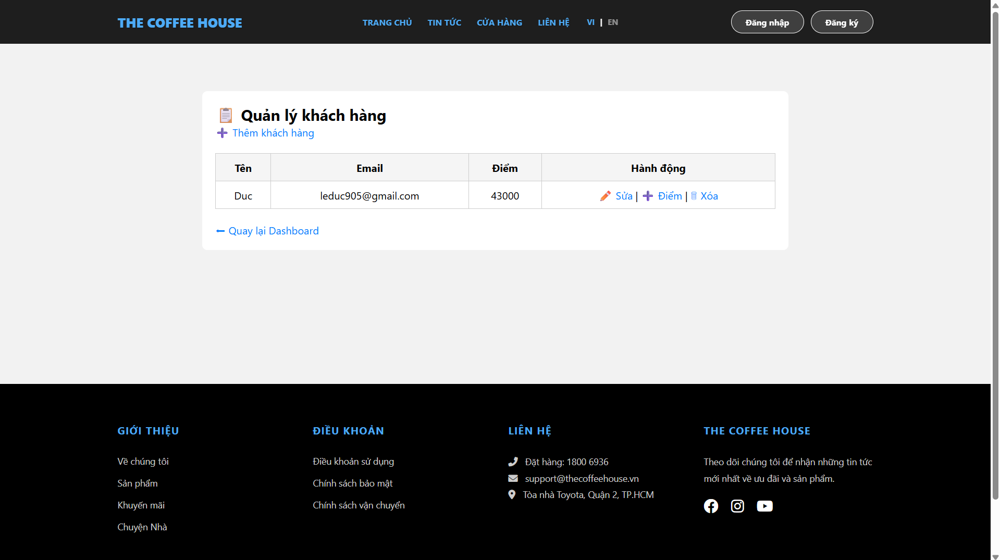 THE COFFEE HOUSE
TRANG CHỦ TIN TỨC CỬA HÀNG LIÊN HỆ VI | EN
Đăng nhập Đăng ký
Quản lý khách hàng
Thêm khách hàng
Tên Email Điểm Hành động
Duc leduc905@gmail.com 43000 Sửa | Điểm | Xóa
Quay lại Dashboard
GIỚI THIỆU
Về chúng tôi
Sản phẩm
Khuyến mãi
Chuyện Nhà
ĐIỀU KHOẢN
Điều khoản sử dụng
Chính sách bảo mật
Chính sách vận chuyển
LIÊN HỆ
Đặt hàng: 1800 6936
support@thecoffeehouse.vn
Tòa nhà Toyota, Quận 2, TP.HCM
THE COFFEE HOUSE
Theo dõi chúng tôi để nhận những tin tức
mới nhất về ưu đãi và sản phẩm.